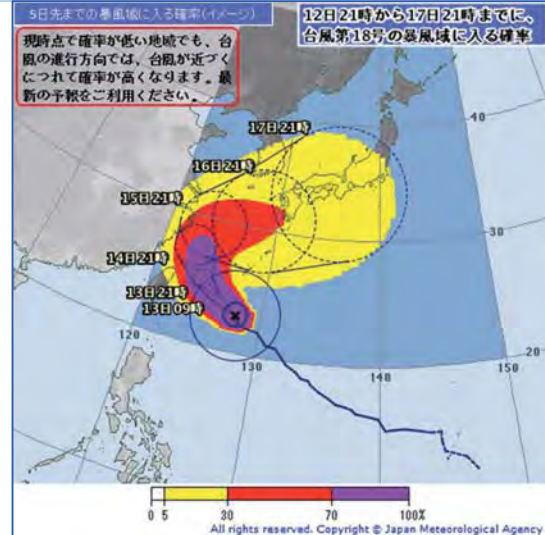 5日先までの暴風域に入る確率(イメージ)
12日21時から17日21時までに、
台風第18号の暴風域に入る確率
現時点で確率が低い地域でも、台
風の進行方向では、台風が近づく
につれて確率が高くなります。最
新の予報をご利用ください。
40
17日21時
16日21時
15日21時
30
14日21時
13日21時
13日09時
120
20
130
140
150
0 5 30 70 100%
All rights reserved. Copyright © Japan Meteorological Agency